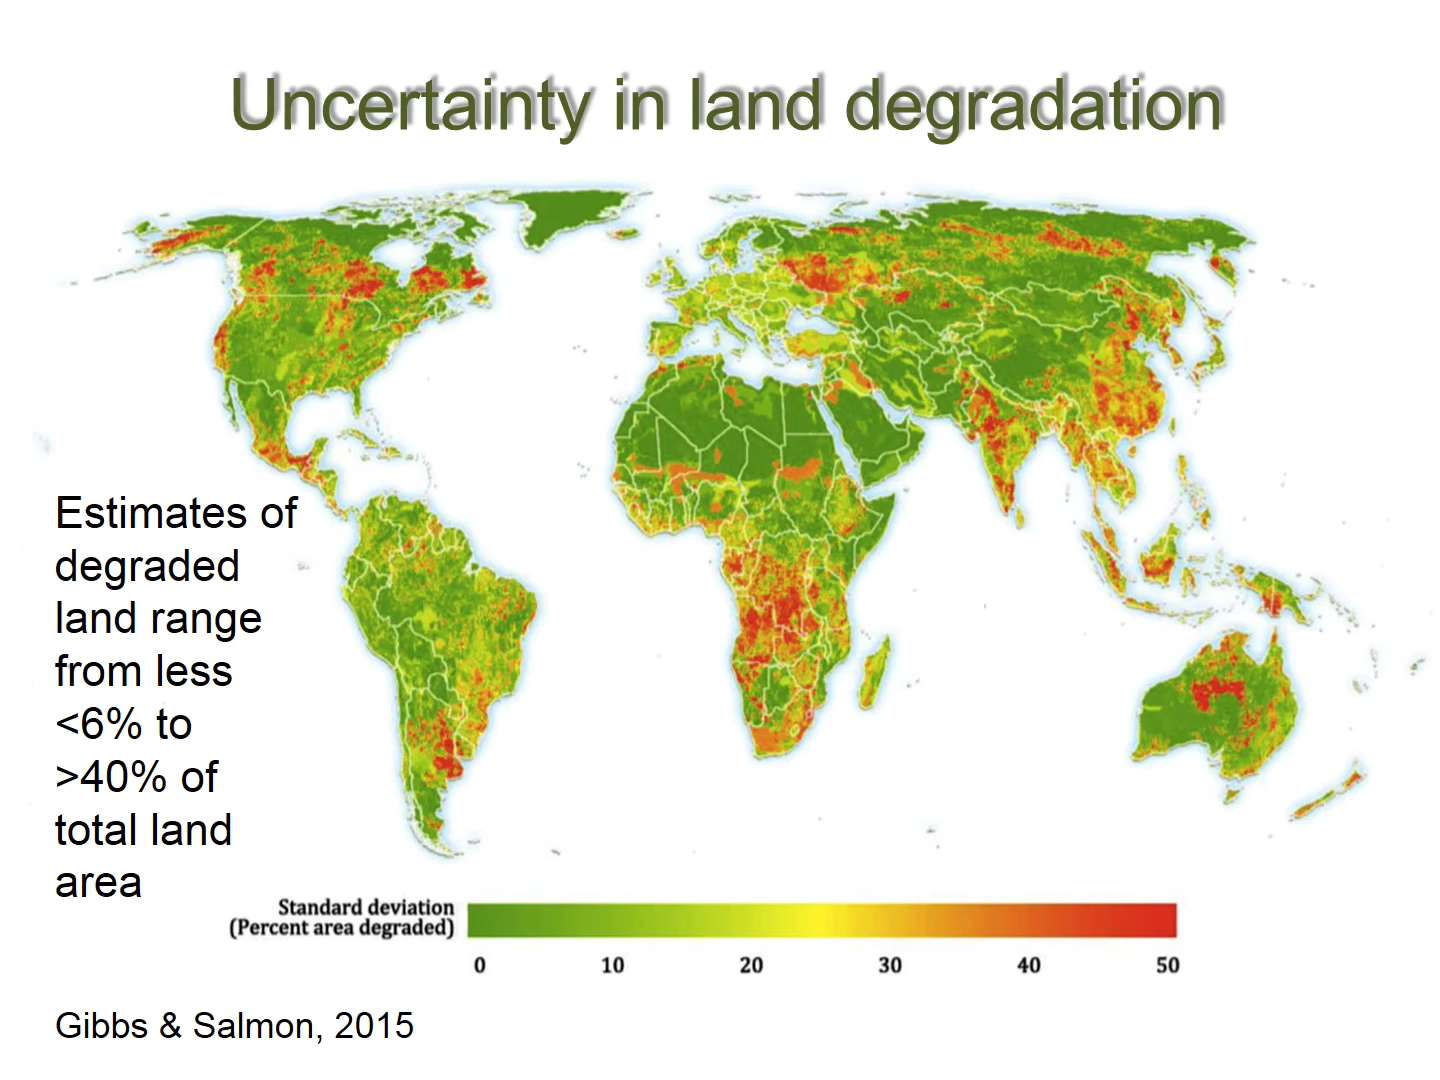 Uncertainty in land degradation
Estimates of
degraded
land range
from less
<6% to
>40% of
total land
area
Standard deviation
(Percent area degraded)
0 10 20 30 40 50
Gibbs & Salmon, 2015